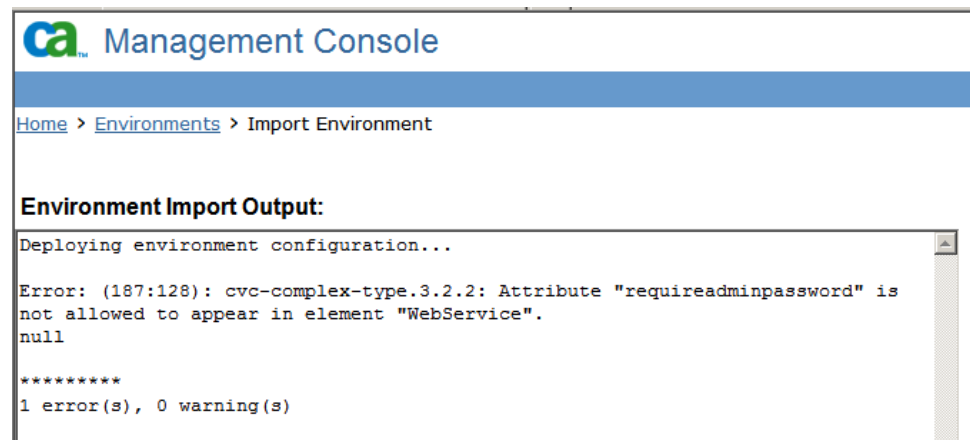 ca™ Management Console
Home > Environments > Import Environment
Environment Import Output:
Deploying environment configuration...
Error: (187:128): cvc-complex-type.3.2.2: Attribute "requireadminpassword" is
not allowed to appear in element "WebService".
null
*********
1 error(s), 0 warning(s)